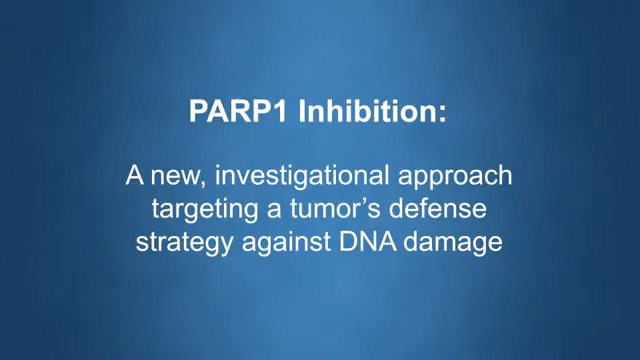 PARP1 Inhibition:
A new, investigational approach
targeting a tumor’s defense
strategy against DNA damage